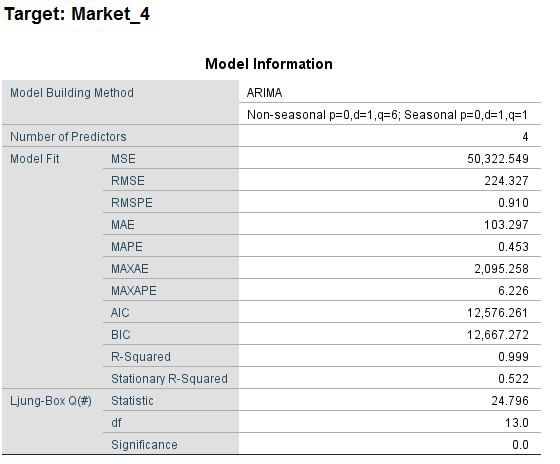 Target: Market_4
Model Information
Model Building Method ARIMA
Non-seasonal p=0,d=1,q=6; Seasonal p=0,d=1,q=1
Number of Predictors 4
Model Fit MSE 50,322.549
RMSE 224.327
RMSPE 0.910
MAE 103.297
MAPE 0.453
MAXAE 2,095.258
MAXAPE 6.226
AIC 12,576.261
BIC 12,667.272
R-Squared 0.999
Stationary R-Squared 0.522
Ljung-Box Q(#) Statistic 24.796
df 13.0
Significance 0.0